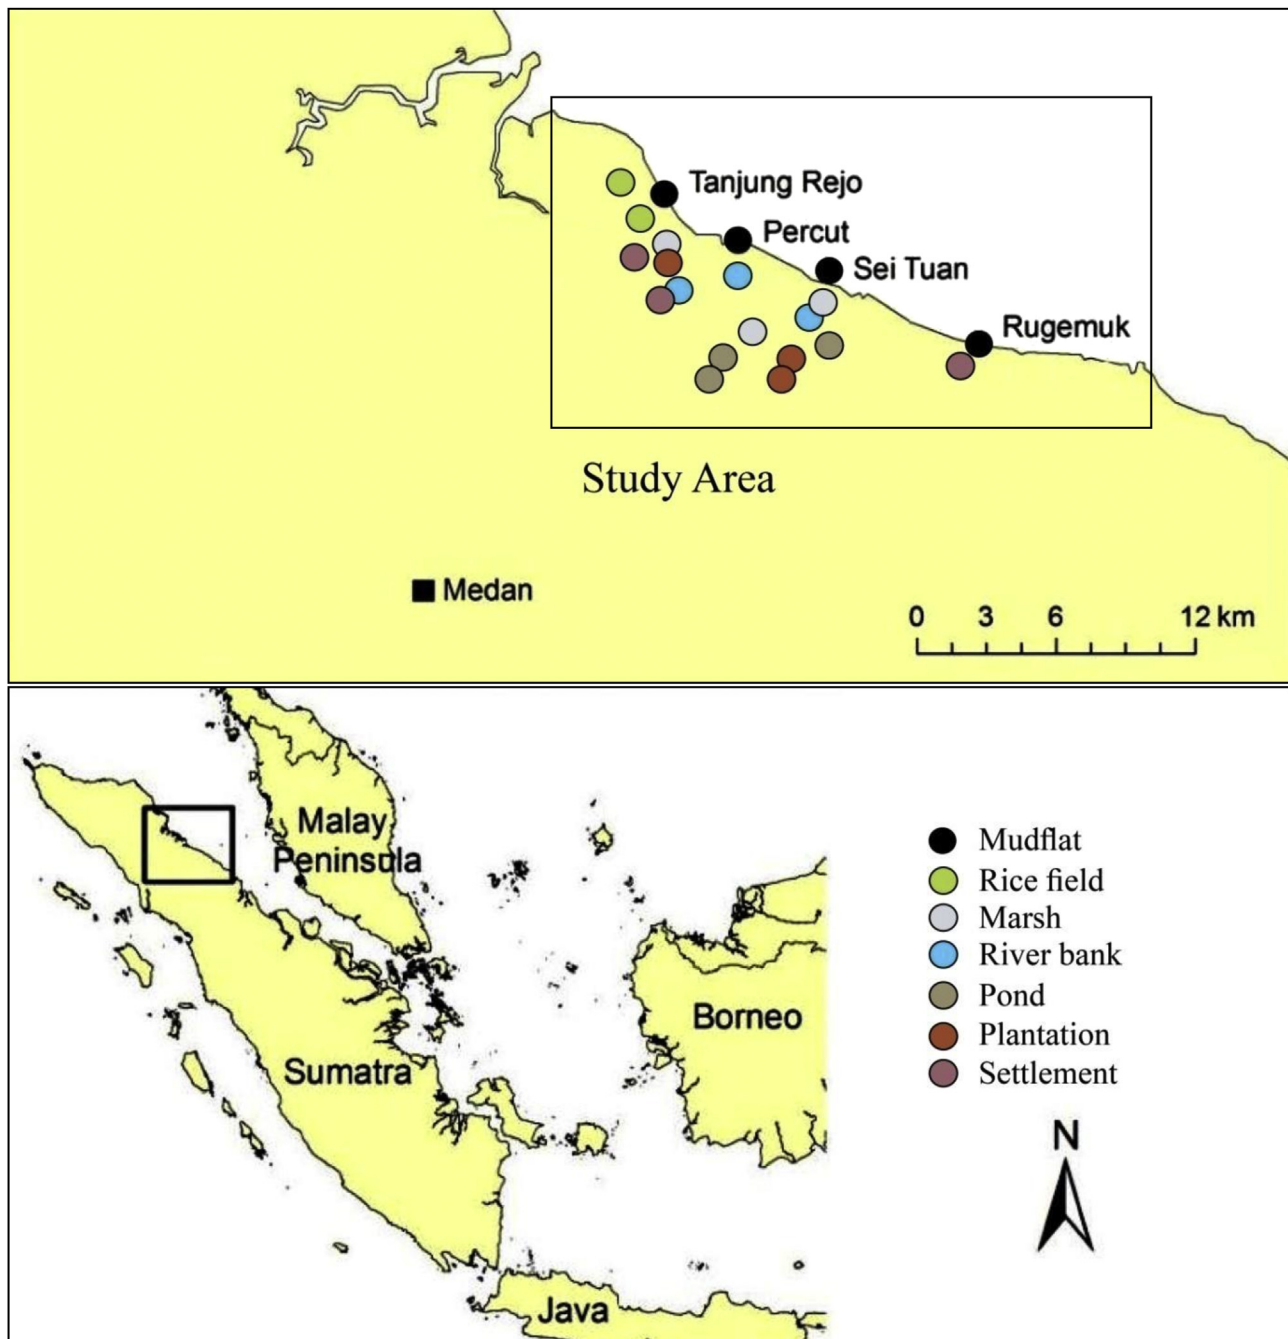 Tanjung Rejo
Percut
Sei Tuan
Rugemuk
Study Area
Medan
0 3 6 12 km
Malay
Peninsula
Sumatra
Borneo
Java
Mudflat
Rice field
Marsh
River bank
Pond
Plantation
Settlement
N